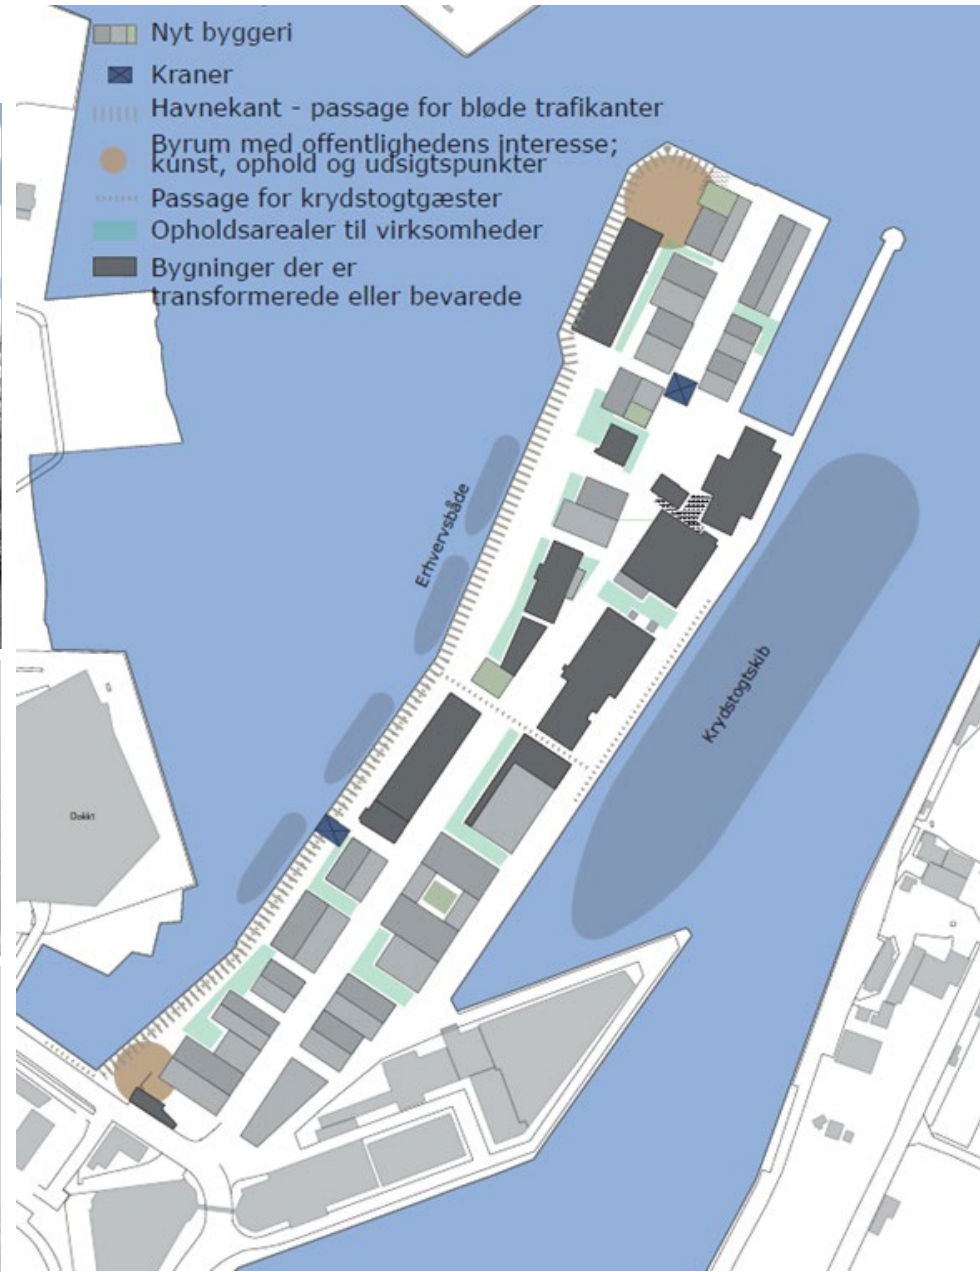 Nyt byggeri
Kraner
Havnekant - passage for bløde trafikanter
Byrum med offentlighedens interesse;
kunst, ophold og udsigtspunkter
Passage for krydstogtgæster
Opholdsarealer til virksomheder
Bygninger der er
transformerede eller bevarede
Erhvervsbåde
Krydstogtskib
Dokk1